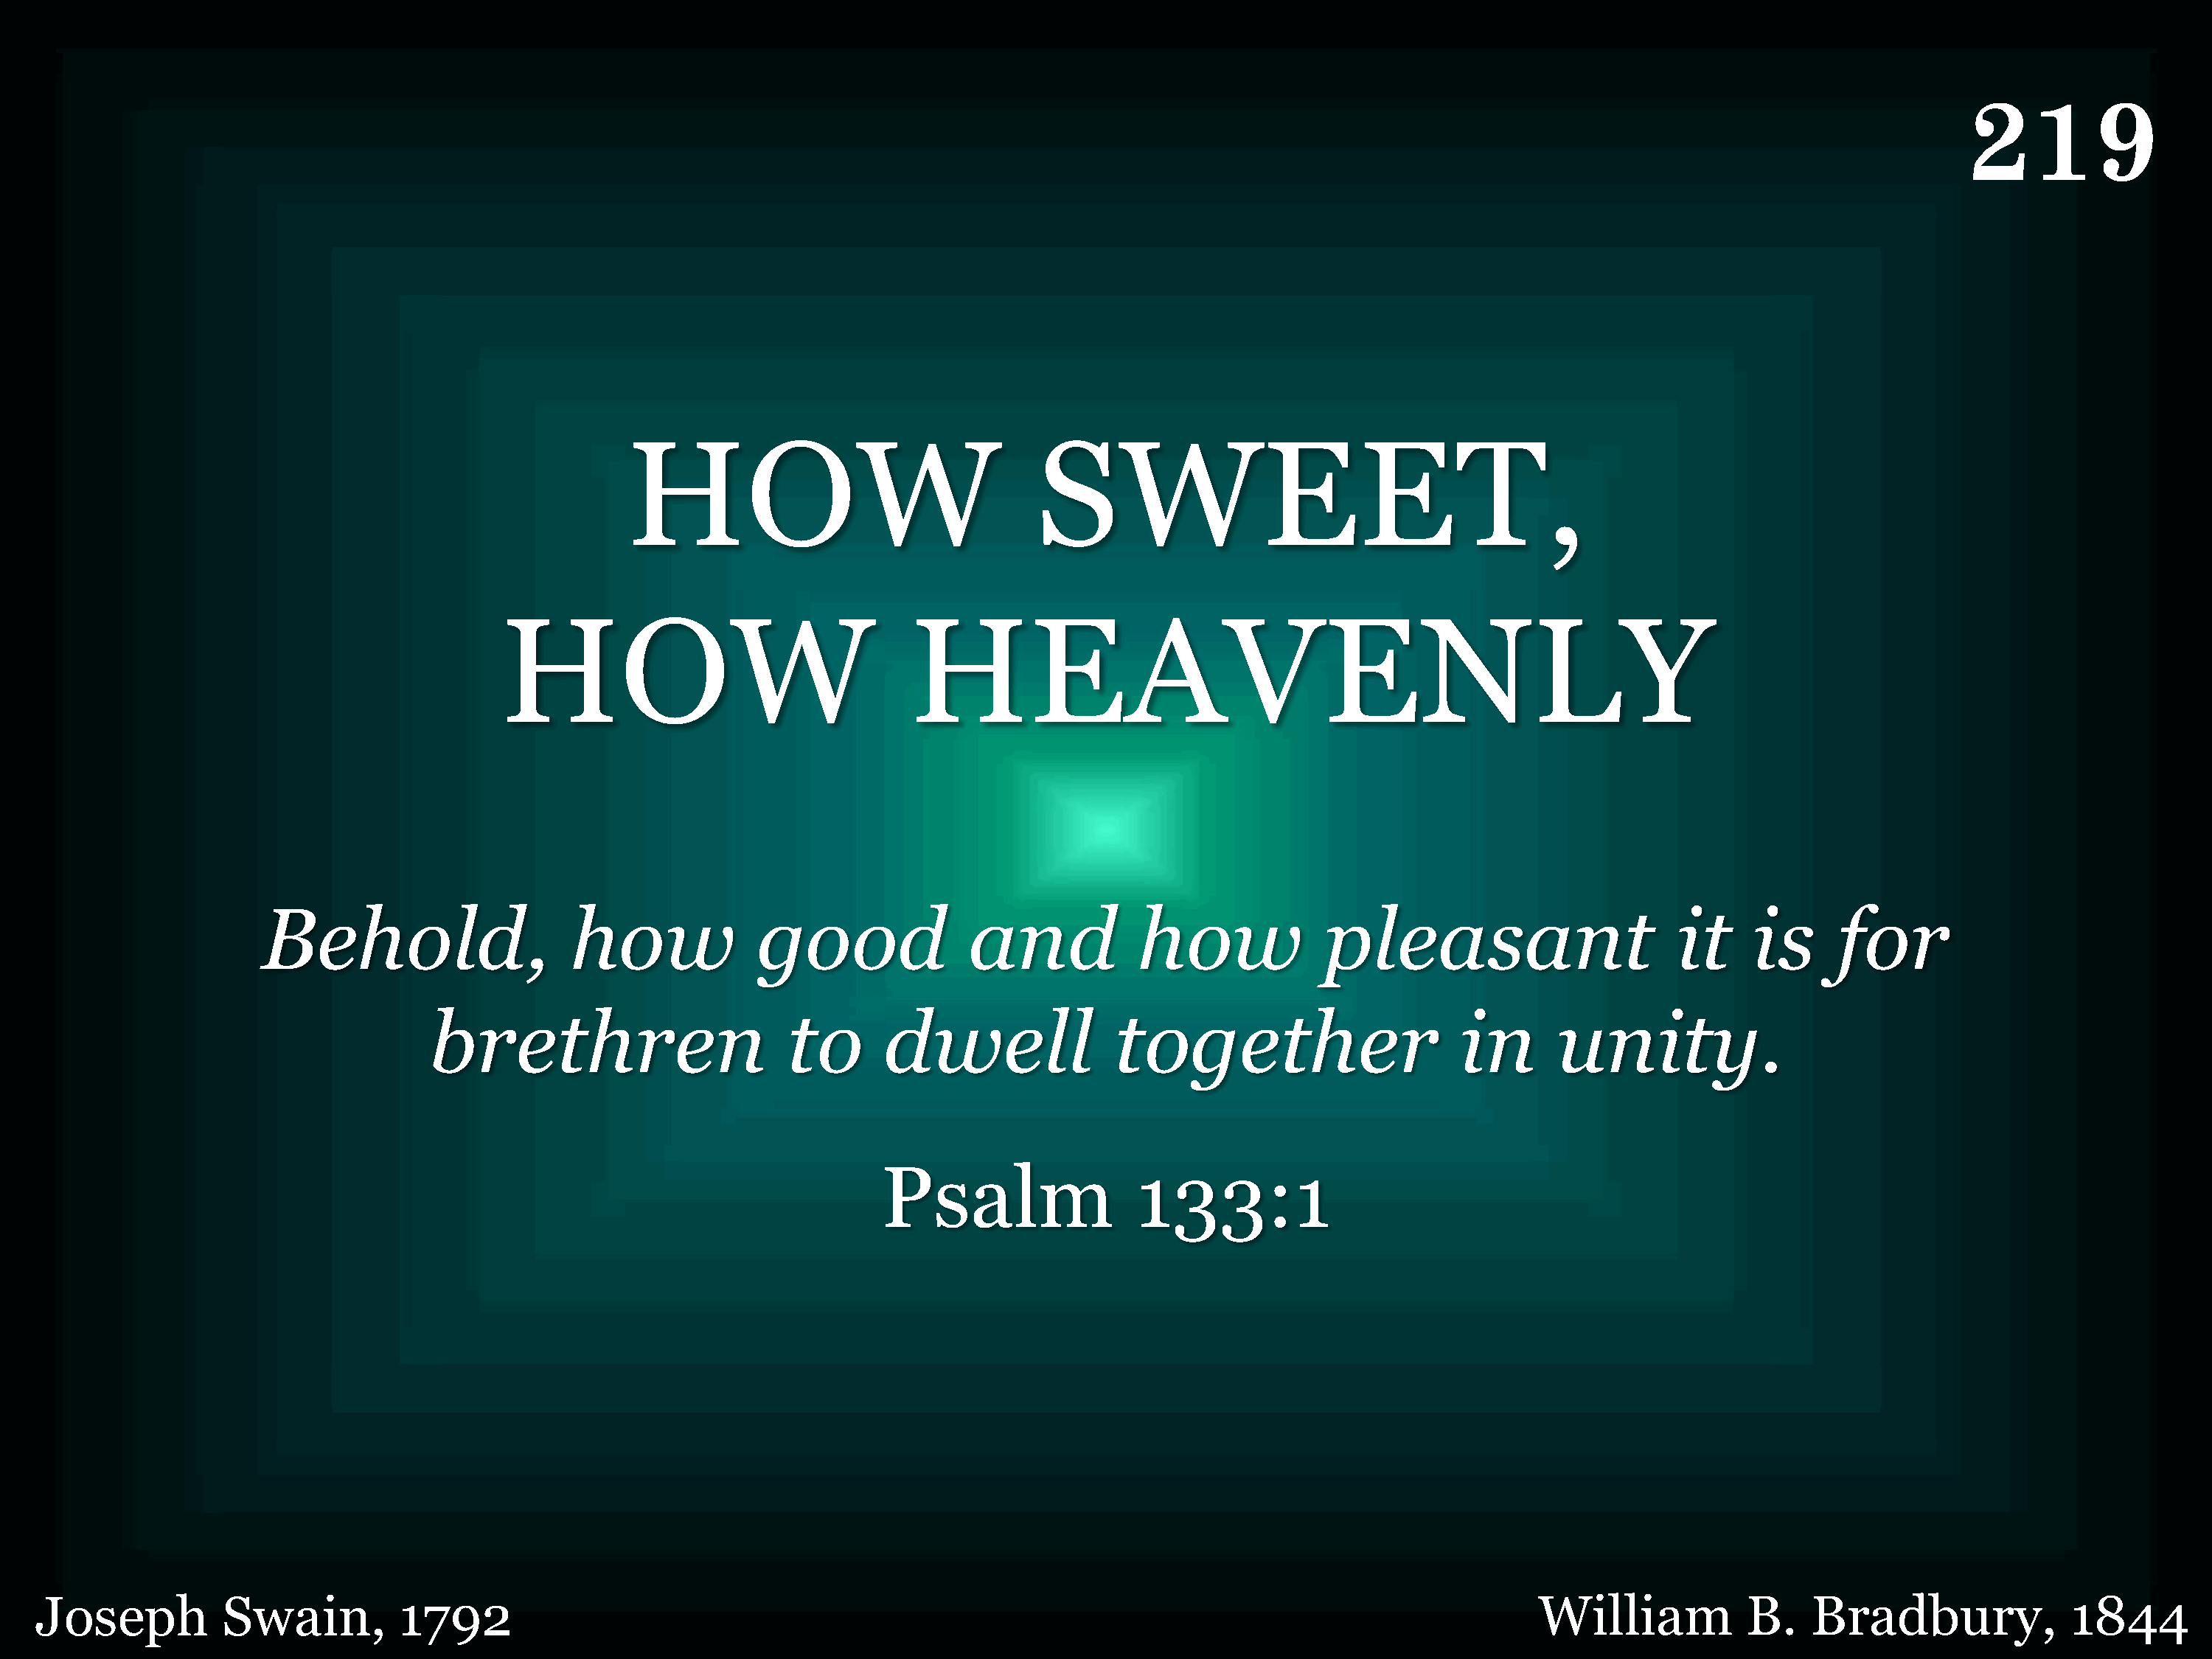 219
HOW SWEET,
HOW HEAVENLY
Behold, how good and how pleasant it is for
brethren to dwell together in unity.
Psalm 133:1
Joseph Swain, 1792
William B. Bradbury, 1844